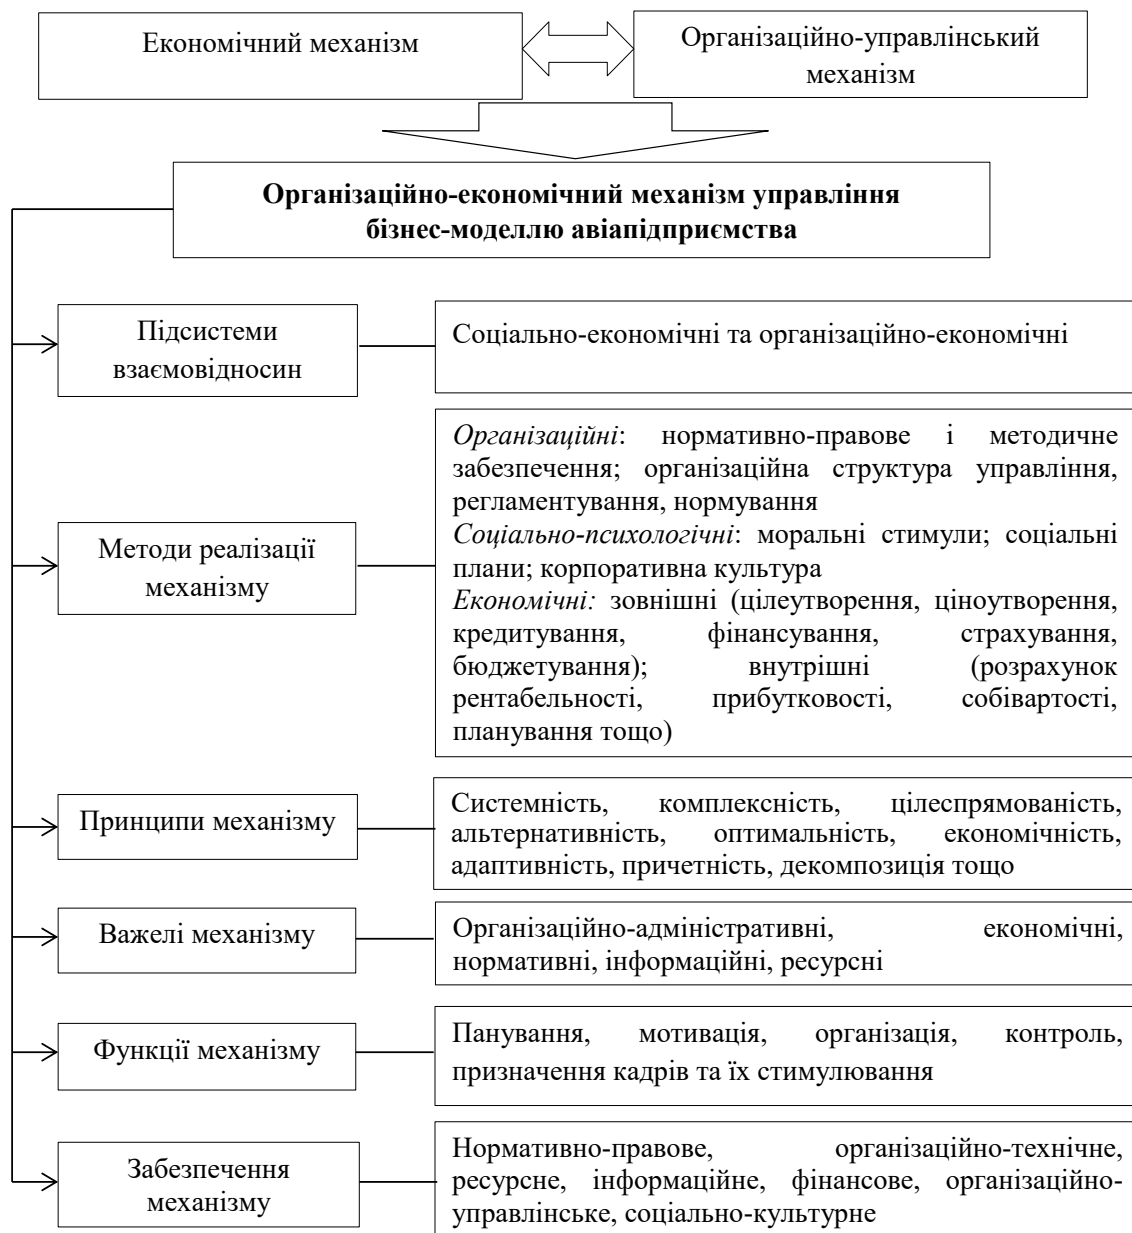 Економічний механізм
Організаційно-управлінський
механізм
Організаційно-економічний механізм управління
бізнес-моделлю авіапідприємства
Підсистеми
взаємовідносин
Соціально-економічні та організаційно-економічні
Методи реалізації
механізму
Організаційні: нормативно-правове і методичне
забезпечення; організаційна структура управління,
регламентування, нормування
Соціально-психологічні: моральні стимули; соціальні
плани; корпоративна культура
Економічні: зовнішні (цілеутворення, ціноутворення,
кредитування, фінансування, страхування,
бюджетування); внутрішні (розрахунок
рентабельності, прибутковості, собівартості,
планування тощо)
Принципи механізму
Системність, комплексність, цілеспрямованість,
альтернативність, оптимальність, економічність,
адаптивність, причетність, декомпозиція тощо
Важелі механізму
Організаційно-адміністративні, економічні,
нормативні, інформаційні, ресурсні
Функції механізму
Панування, мотивація, організація, контроль,
призначення кадрів та їх стимулювання
Забезпечення
механізму
Нормативно-правове, організаційно-технічне,
ресурсне, інформаційне, фінансове, організаційно-
управлінське, соціально-культурне